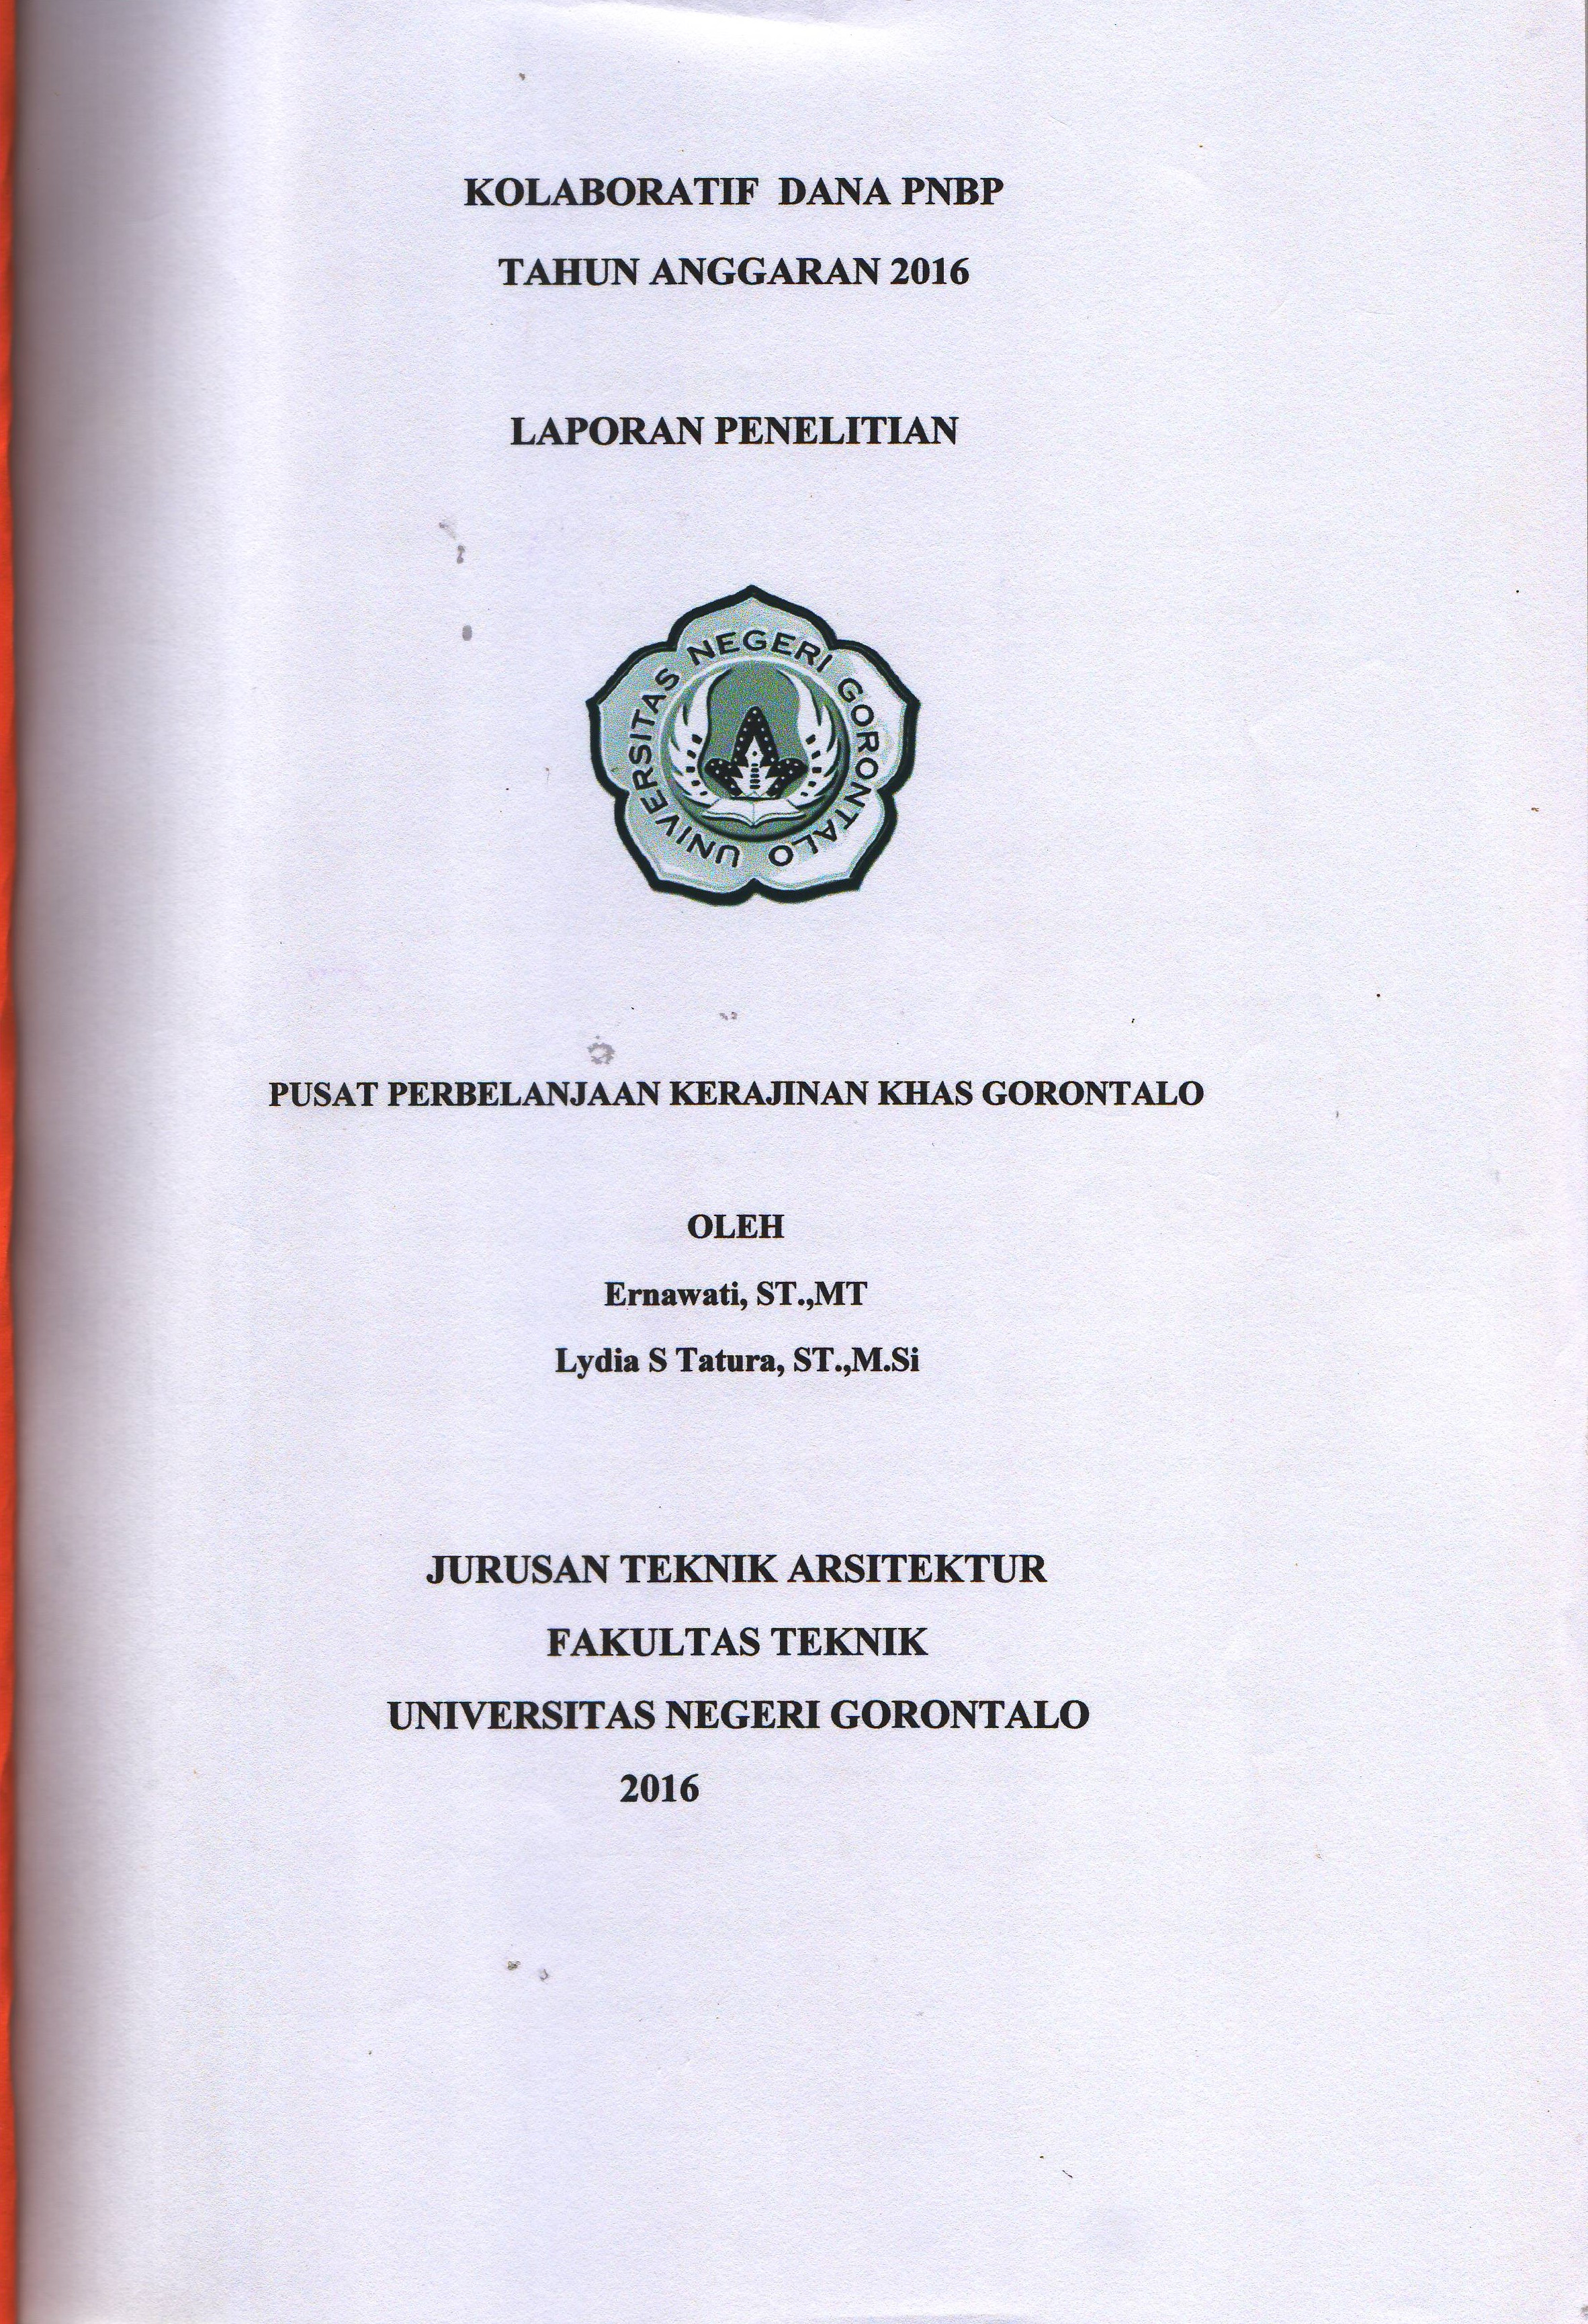 KOLABORATIF DANA PNBP
TAHUN ANGGARAN 2016
LAPORAN PENELITIAN
UNIVERSITAS NEGERI GORONTALO
PUSAT PERBELANJAAN KERAJINAN KHAS GORONTALO
OLEH
Ernawati, ST.,MT
Lydia S Tatura, ST.,M.Si
JURUSAN TEKNIK ARSITEKTUR
FAKULTAS TEKNIK
UNIVERSITAS NEGERI GORONTALO
2016